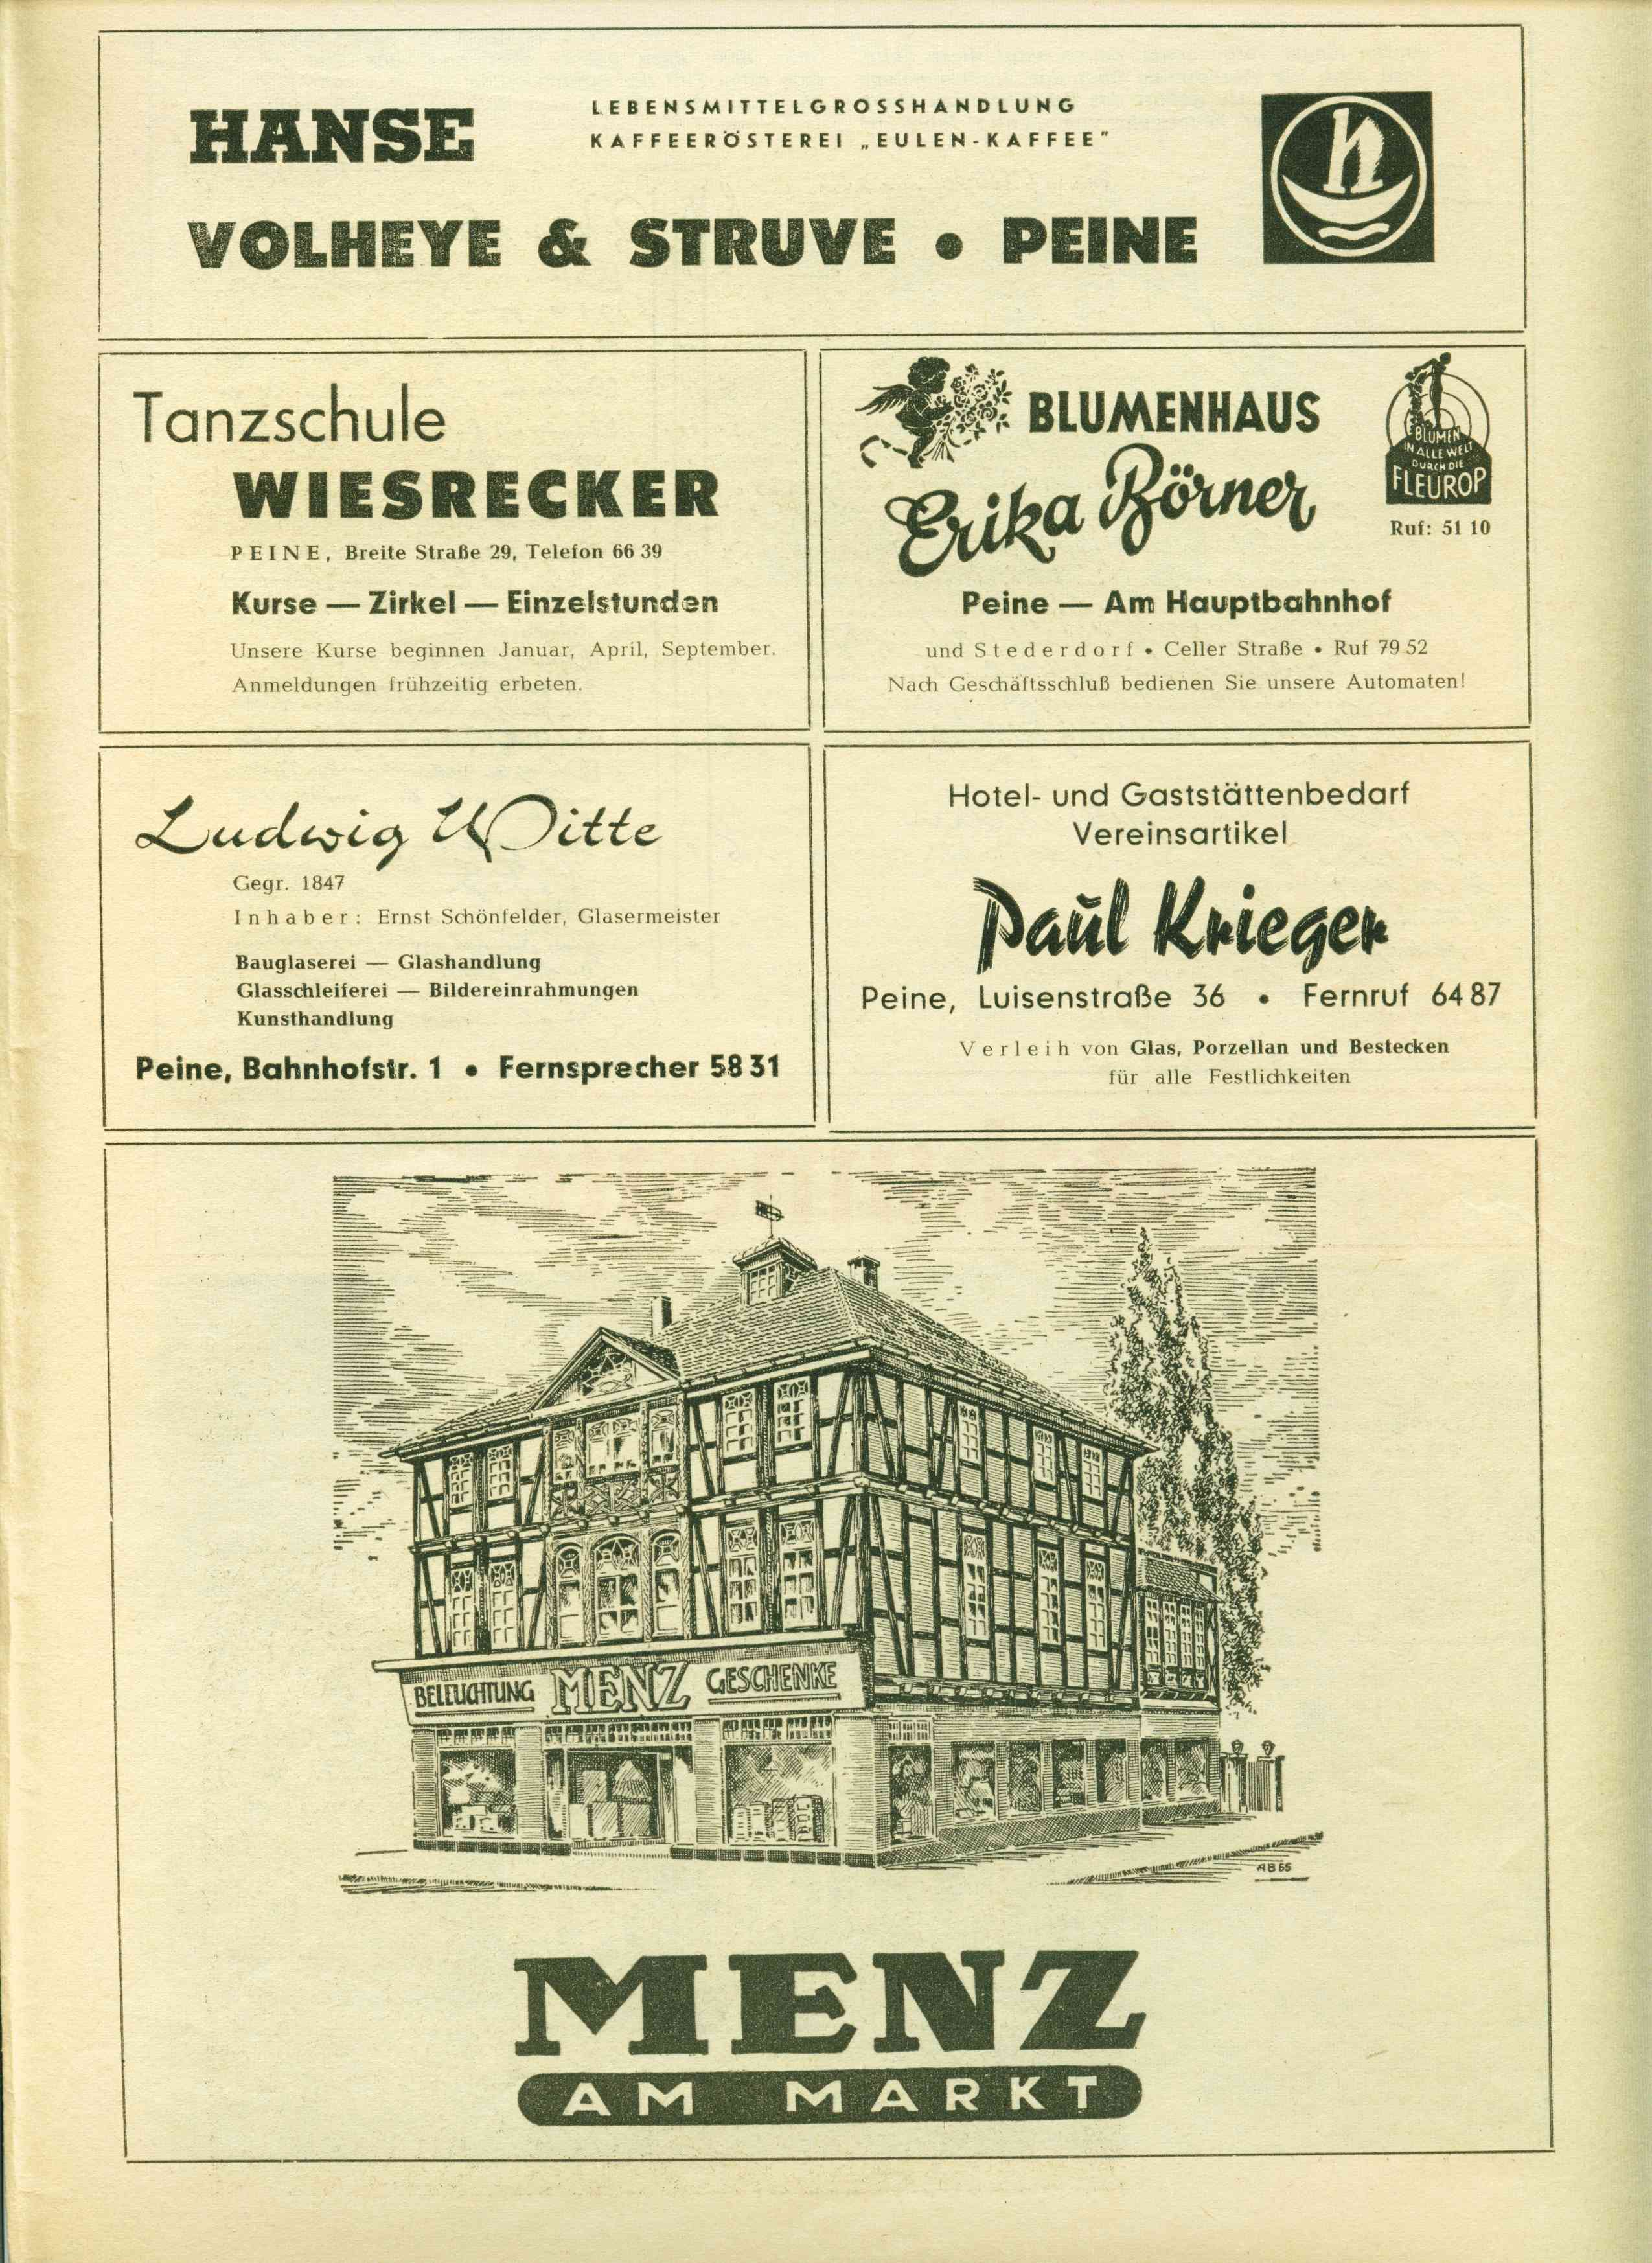 HANSE
LEBENSMITTELGROSSHANDLUNG
KAFFEERÖSTEREI „EULEN-KAFFEE"
VOLHEYE & STRUVE • PEINE
h
Tanzschule
WIESRECKER
PEINE, Breite Straße 29, Telefon 66 39
Kurse — Zirkel — Einzelstunden
Unsere Kurse beginnen Januar, April, September.
Anmeldungen frühzeitig erbeten.
BLUMENHAUS
Erika Börner
BLUMEN
IN ALLE WELT
DURCH DIE
FLEUROP
Ruf: 51 10
Peine — Am Hauptbahnhof
und Stederdorf • Celler Straße • Ruf 79 52
Nach Geschäftsschluß bedienen Sie unsere Automaten!
Ludwig Witte
Gegr. 1847
Inhaber: Ernst Schönfelder, Glasermeister
Bauglaserei — Glashandlung
Glasschleiferei — Bildereinrahmungen
Kunsthandlung
Peine, Bahnhofstr. 1 • Fernsprecher 58 31
Hotel- und Gaststättenbedarf
Vereinsartikel
Paul Krieger
Peine, Luisenstraße 36 • Fernruf 64 87
Verleih von Glas, Porzellan und Bestecken
für alle Festlichkeiten
BELEUCHTUNG MENZ GESCHENKE
AB 55
MENZ
AM MARKT